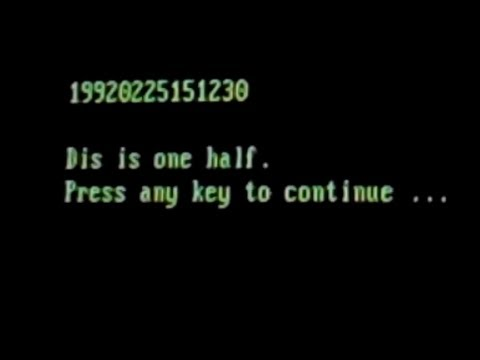 19920225151230
Dis is one half.
Press any key to continue ...